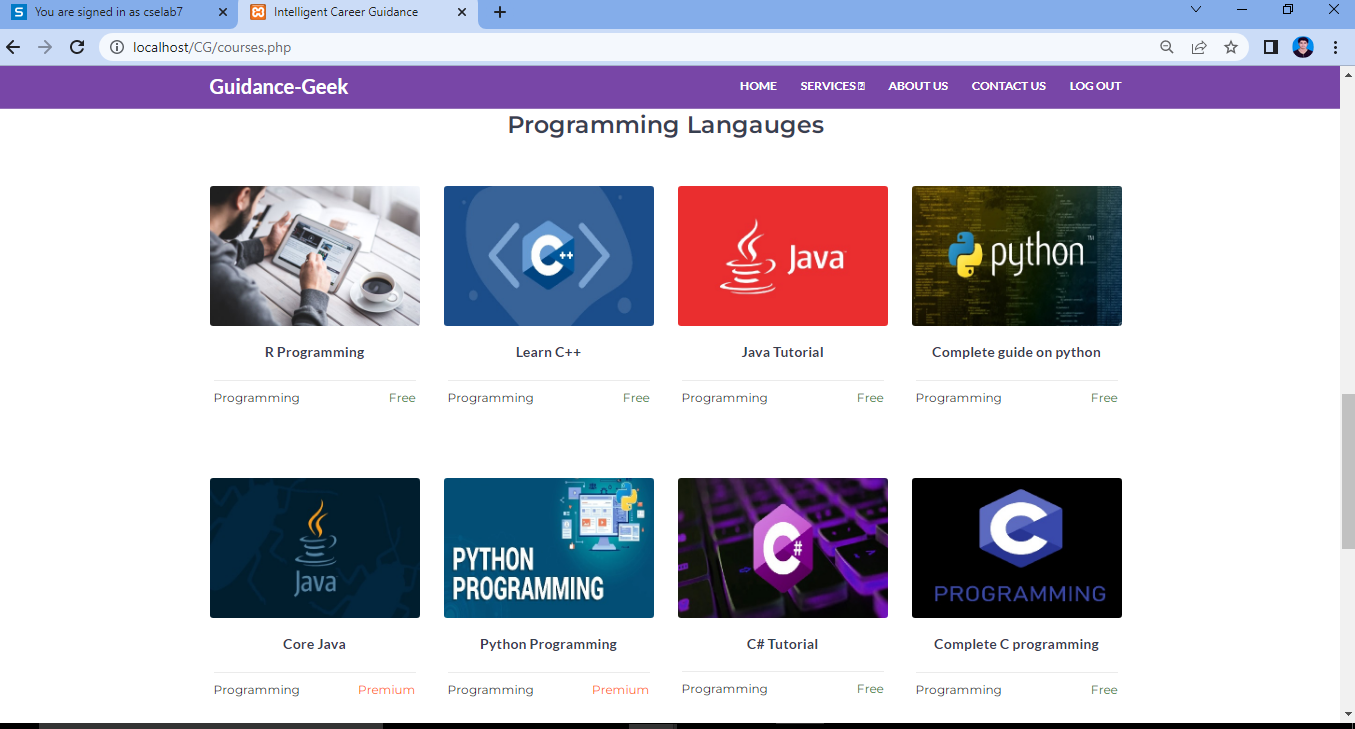 You are signed in as cselab7
Intelligent Career Guidance
localhost/CG/courses.php
Guidance-Geek
HOME SERVICES ABOUT US CONTACT US LOG OUT
Programming Langauges
C++
Java
python
R Programming
Learn C++
Java Tutorial
Complete guide on python
Programming Free
Programming Free
Programming Free
Programming Free
Java
PYTHON
PROGRAMMING
C#
C
PROGRAMMING
Core Java
Python Programming
C# Tutorial
Complete C programming
Programming Premium
Programming Premium
Programming Free
Programming Free